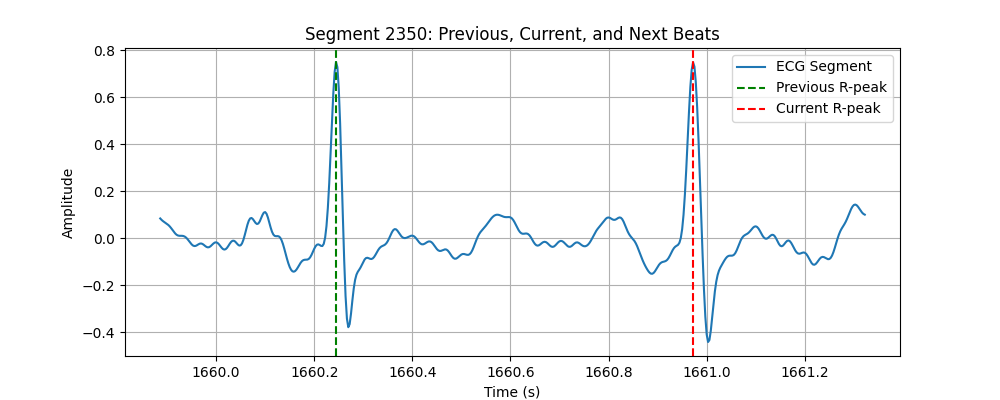 Segment 2350: Previous, Current, and Next Beats
ECG Segment
Previous R-peak
Current R-peak
Amplitude
0.8
0.6
0.4
0.2
0.0
−0.2
−0.4
1660.0 1660.2 1660.4 1660.6 1660.8 1661.0 1661.2
Time (s)